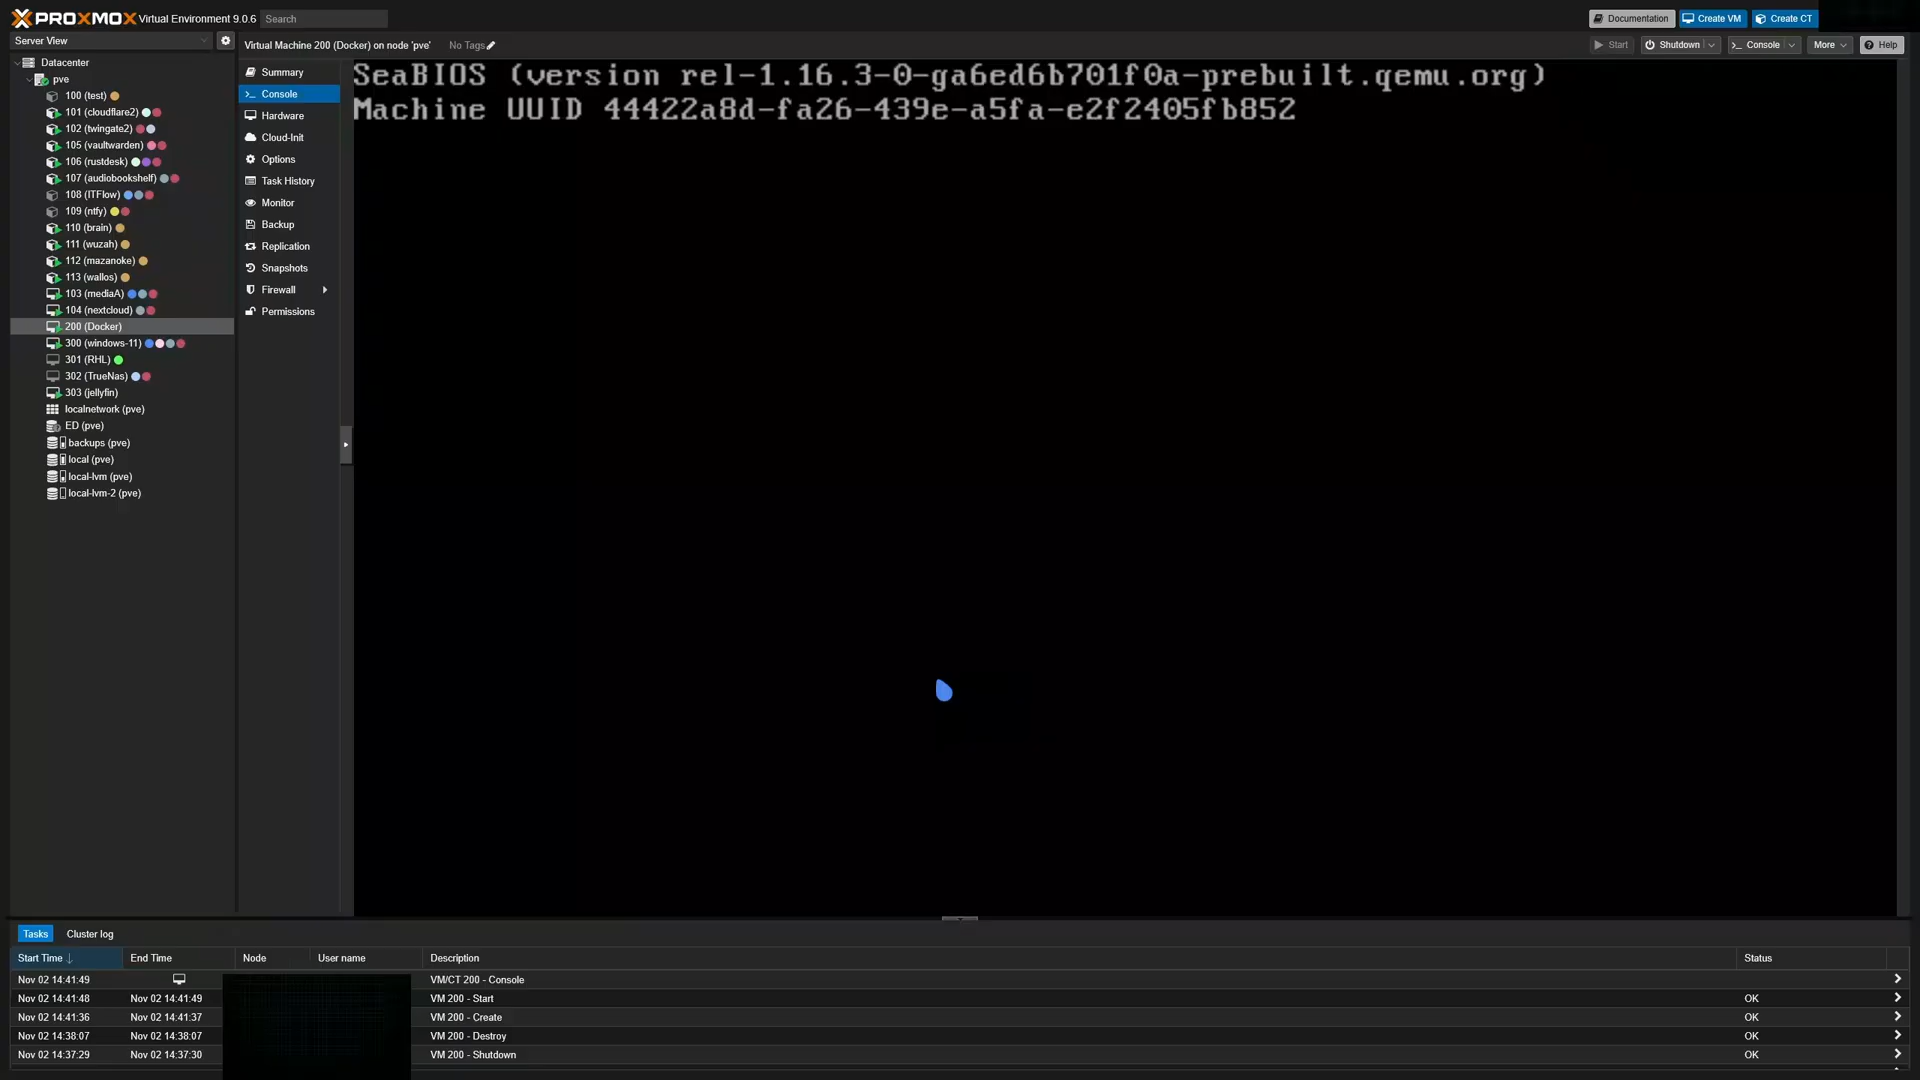 PROXMOX Virtual Environment 9.0.6 Search Documentation Create VM Create CT
Server View
Virtual Machine 200 (Docker) on node 'pve' No Tags Start Shutdown Console More Help
Datacenter
pve
100 (test)
101 (cloudflare2)
102 (twingate2)
105 (vaultwarden)
106 (rustdesk)
107 (audiobookshelf)
108 (ITFlow)
109 (ntfy)
110 (brain)
111 (wuzah)
112 (mazanoke)
113 (wallos)
103 (mediaA)
104 (nextcloud)
200 (Docker)
300 (windows-11)
301 (RHL)
302 (TrueNas)
303 (jellyfin)
localnetwork (pve)
ED (pve)
backups (pve)
local (pve)
local-lvm (pve)
local-lvm-2 (pve)
Summary
Console
Hardware
Cloud-Init
Options
Task History
Monitor
Backup
Replication
Snapshots
Firewall
Permissions
SeaBIOS (version rel-1.16.3-0-ga6ed6b701f0a-prebuilt.qemu.org)
Machine UUID 44422a8d-fa26-439e-a5fa-e2f2405fb852
Tasks Cluster log
Start Time End Time Node User name Description Status
Nov 02 14:41:49 VM/CT 200 - Console
Nov 02 14:41:48 Nov 02 14:41:49 VM 200 - Start OK
Nov 02 14:41:36 Nov 02 14:41:37 VM 200 - Create OK
Nov 02 14:38:07 Nov 02 14:38:07 VM 200 - Destroy OK
Nov 02 14:37:29 Nov 02 14:37:30 VM 200 - Shutdown OK